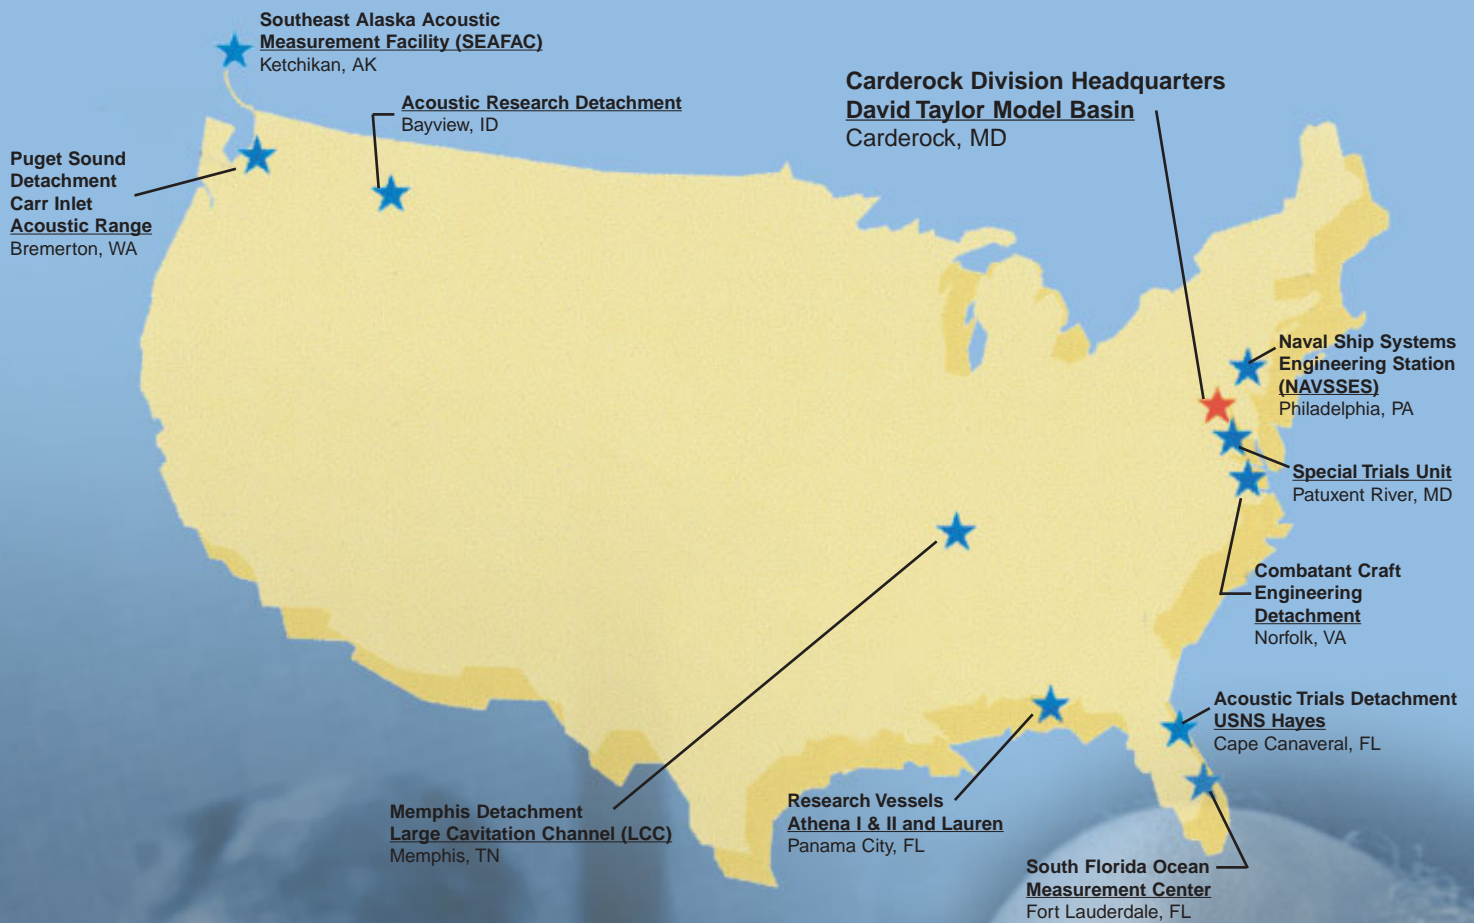 Southeast Alaska Acoustic
Measurement Facility (SEAFAC)
Ketchikan, AK
Acoustic Research Detachment
Bayview, ID
Carderock Division Headquarters
David Taylor Model Basin
Carderock, MD
Puget Sound
Detachment
Carr Inlet
Acoustic Range
Bremerton, WA
Naval Ship Systems
Engineering Station
(NAVSSES)
Philadelphia, PA
Special Trials Unit
Patuxent River, MD
Combatant Craft
Engineering
Detachment
Norfolk, VA
Acoustic Trials Detachment
USNS Hayes
Cape Canaveral, FL
Memphis Detachment
Large Cavitation Channel (LCC)
Memphis, TN
Research Vessels
Athena I & II and Lauren
Panama City, FL
South Florida Ocean
Measurement Center
Fort Lauderdale, FL